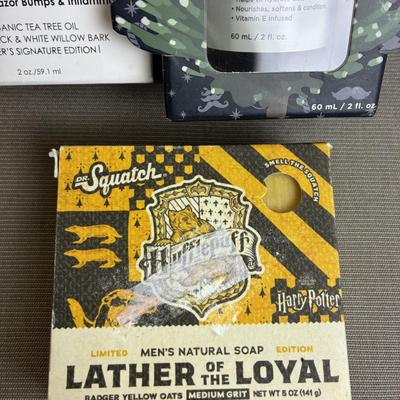 azor Bumps & Inflamm
ANIC TEA TREE OIL
CK & WHITE WILLOW BARK
ER'S SIGNATURE EDITION
2 oz/59.1 ml
• Nourishes, softens & condition
• Vitamin E infused
60 mL / 2 fl. oz.
60 mL / 2 fl. oz
DR. Squatch
SMELL THE SQUATCH
Hufflepuff
Harry Potter
LIMITED MEN'S NATURAL SOAP EDITION
LATHER OF THE LOYAL
BADGER YELLOW OATS MEDIUM GRIT NET WT 5 OZ (141 g)